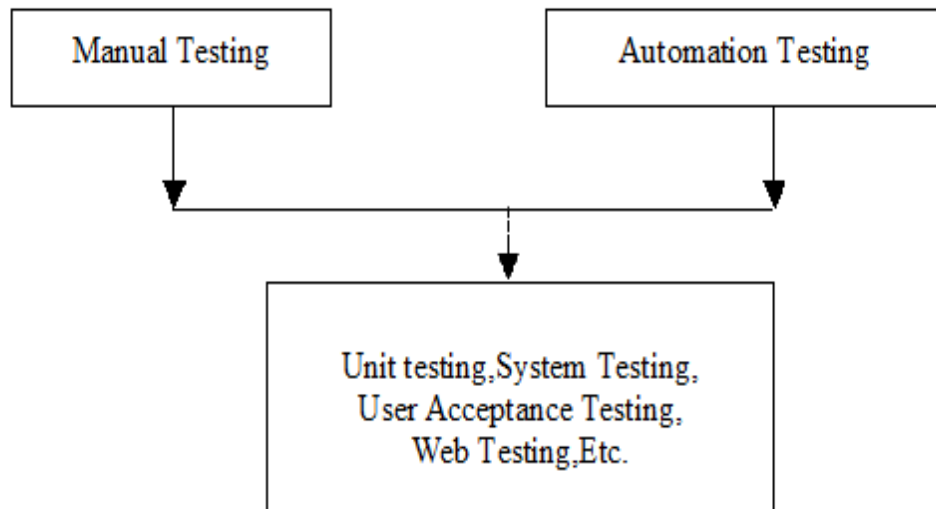 Manual Testing
Automation Testing
Unit testing,System Testing,
User Acceptance Testing,
Web Testing,Etc.